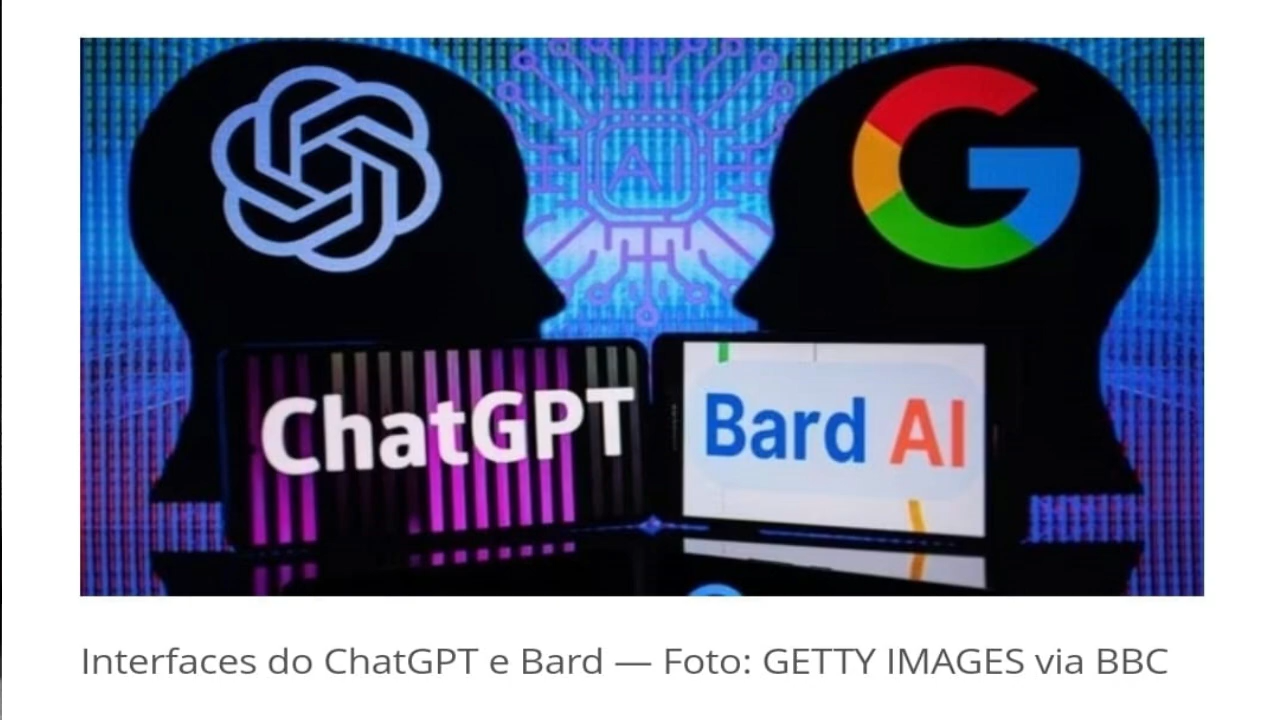 AI
ChatGPT
Bard AI
Interfaces do ChatGPT e Bard — Foto: GETTY IMAGES via BBC